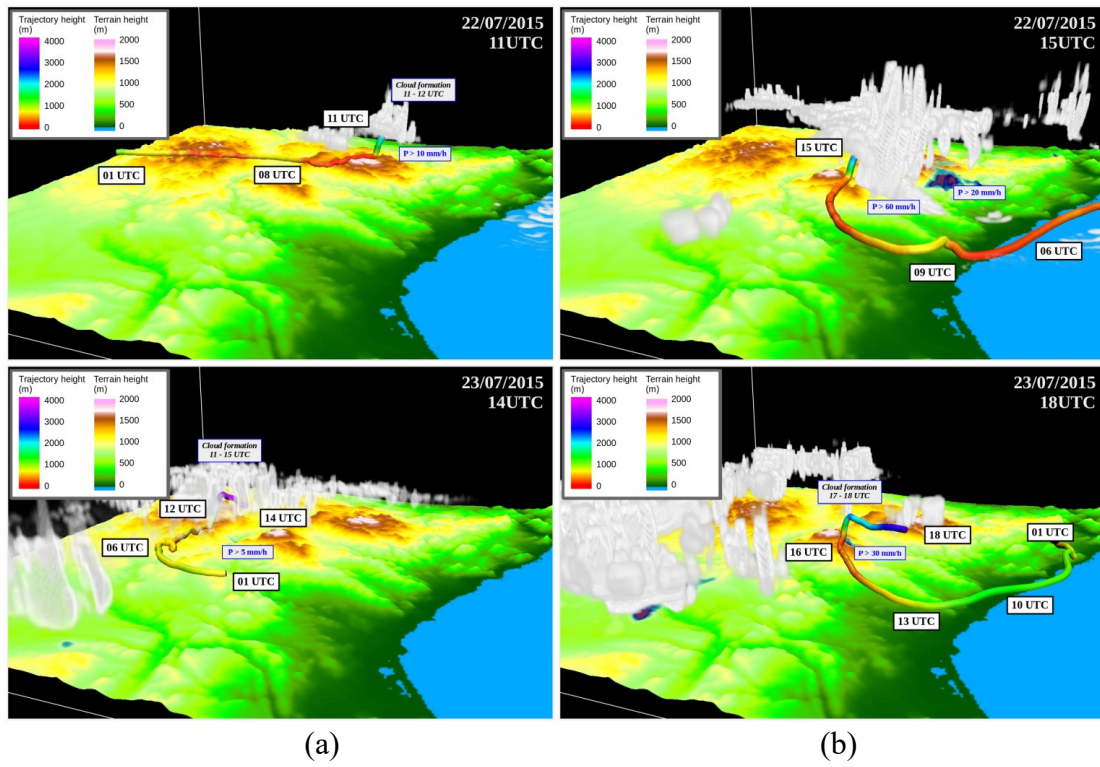 Trajectory height
(m)
Terrain height
(m)
4000
3000
2000
1000
0
2000
1500
1000
500
0
22/07/2015
11UTC
Cloud formation
11 - 12 UTC
11 UTC
P > 10 mm/h
01 UTC
08 UTC
Trajectory height
(m)
Terrain height
(m)
4000
3000
2000
1000
0
2000
1500
1000
500
0
22/07/2015
15UTC
15 UTC
P > 20 mm/h
P > 60 mm/h
06 UTC
09 UTC
Trajectory height
(m)
Terrain height
(m)
4000
3000
2000
1000
0
2000
1500
1000
500
0
23/07/2015
14UTC
Cloud formation
11 - 15 UTC
12 UTC
14 UTC
06 UTC
P > 5 mm/h
01 UTC
Trajectory height
(m)
Terrain height
(m)
4000
3000
2000
1000
0
2000
1500
1000
500
0
23/07/2015
18UTC
Cloud formation
17 - 18 UTC
18 UTC
01 UTC
16 UTC
P > 30 mm/h
10 UTC
13 UTC
(a)
(b)